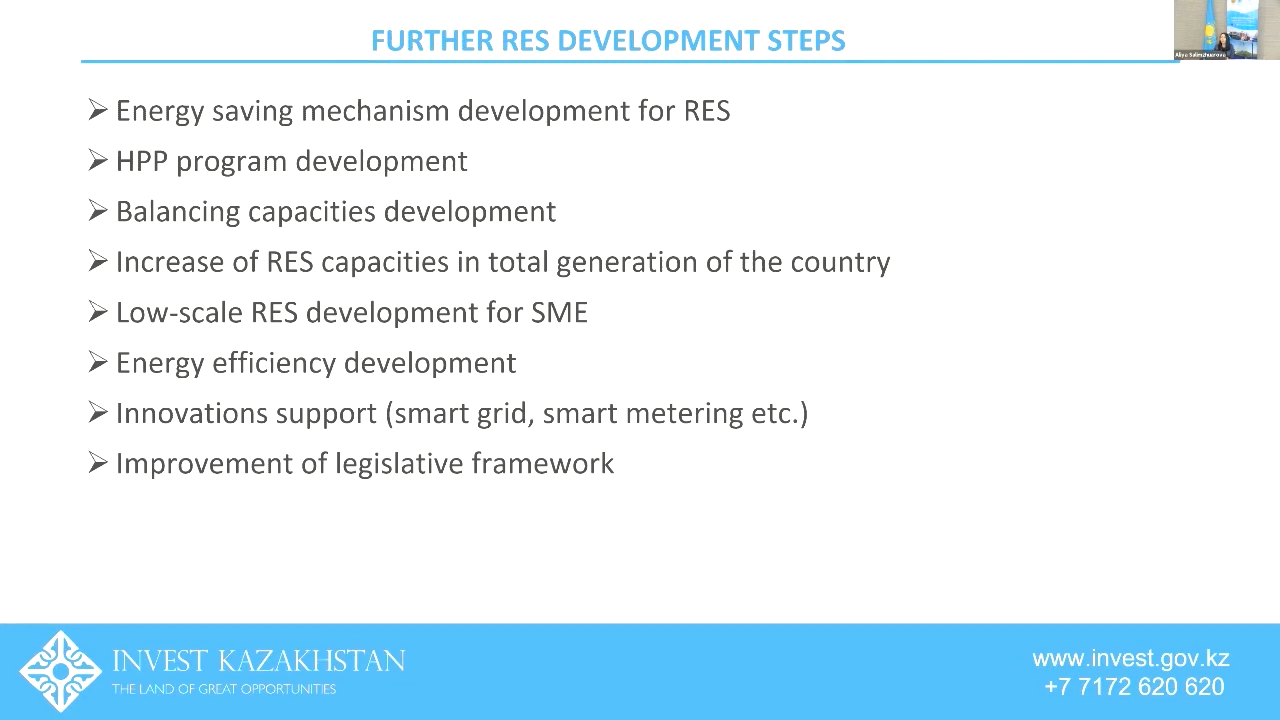 FURTHER RES DEVELOPMENT STEPS
Aliya Salimzhuarova
➢ Energy saving mechanism development for RES
➢ HPP program development
➢ Balancing capacities development
➢ Increase of RES capacities in total generation of the country
➢ Low-scale RES development for SME
➢ Energy efficiency development
➢ Innovations support (smart grid, smart metering etc.)
➢ Improvement of legislative framework
INVEST KAZAKHSTAN
THE LAND OF GREAT OPPORTUNITIES
www.invest.gov.kz
+7 7172 620 620